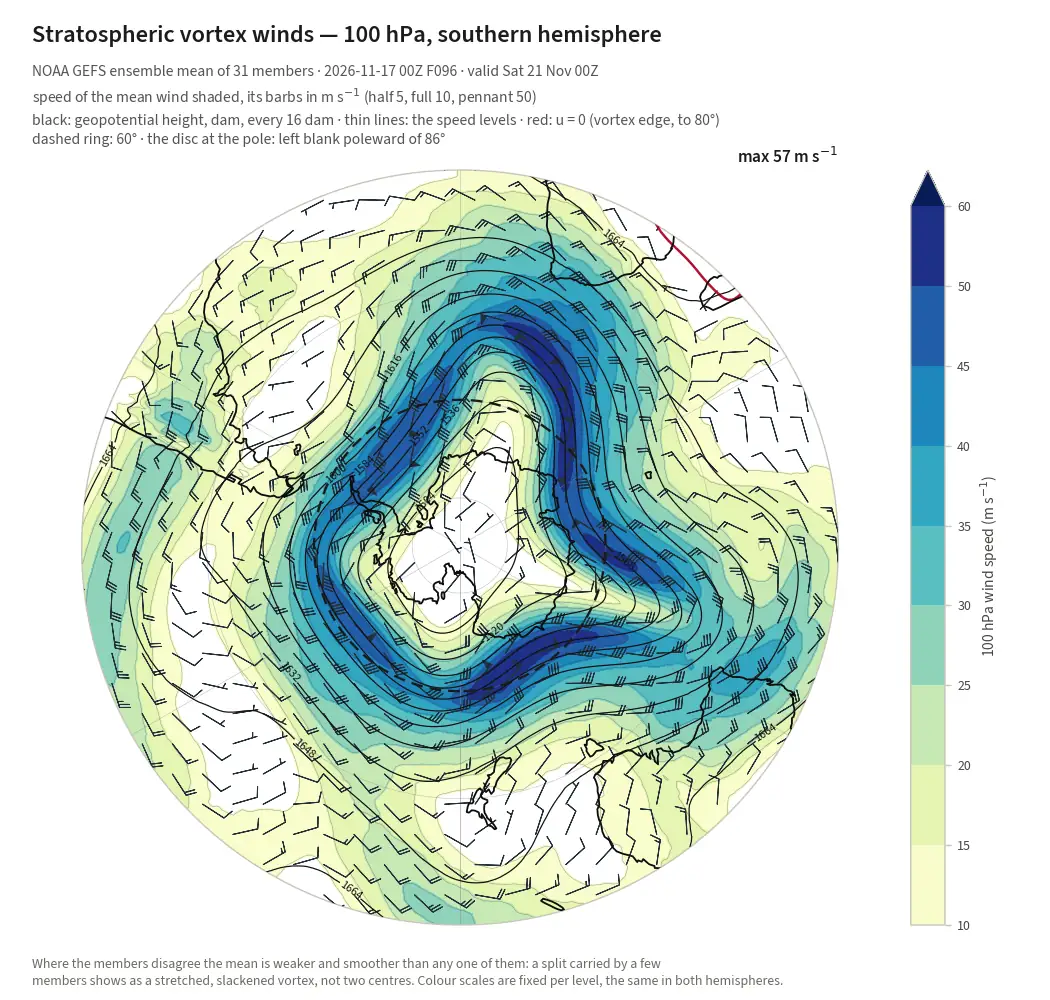 Stratospheric vortex winds — 100 hPa, southern hemisphere
NOAA GEFS ensemble mean of 31 members · 2026-11-17 00Z F096 · valid Sat 21 Nov 00Z
speed of the mean wind shaded, its barbs in m s⁻¹ (half 5, full 10, pennant 50)
black: geopotential height, dam, every 16 dam · thin lines: the speed levels · red: u = 0 (vortex edge, to 80°)
dashed ring: 60° · the disc at the pole: left blank poleward of 86°
max 57 m s⁻¹
1664
1616
1536
1552
1584
1600
1664
1520
1632
1648
1664
1664
60
50
45
40
35
30
25
20
15
10
100 hPa wind speed (m s⁻¹)
Where the members disagree the mean is weaker and smoother than any one of them: a split carried by a few
members shows as a stretched, slackened vortex, not two centres. Colour scales are fixed per level, the same in both hemispheres.